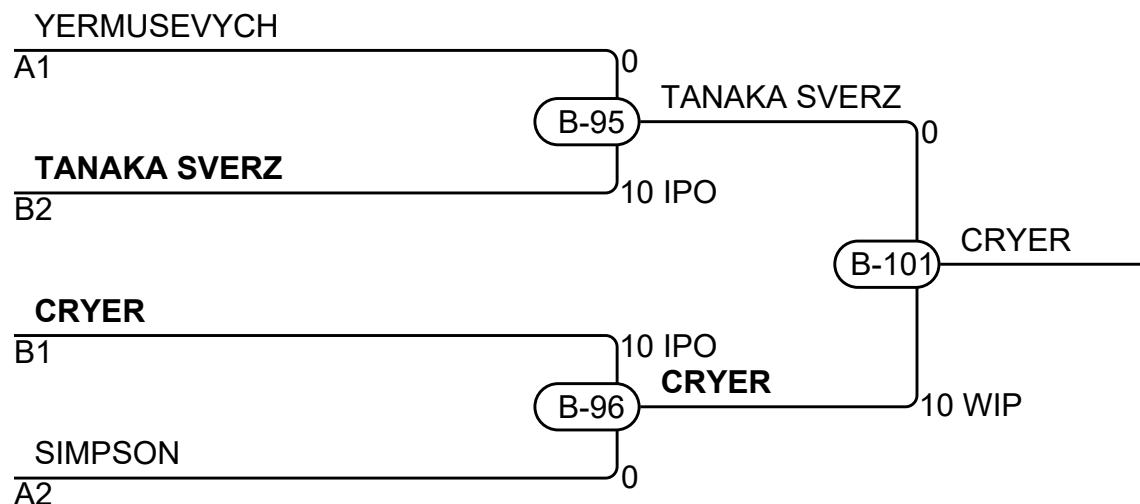 YERMUSEVYCH
A1
0
B-95
TANAKA SVERZ
0
TANAKA SVERZ
B2
10 IPO
B-101
CRYER
CRYER
B1
10 IPO
CRYER
B-96
10 WIP
SIMPSON
A2
0